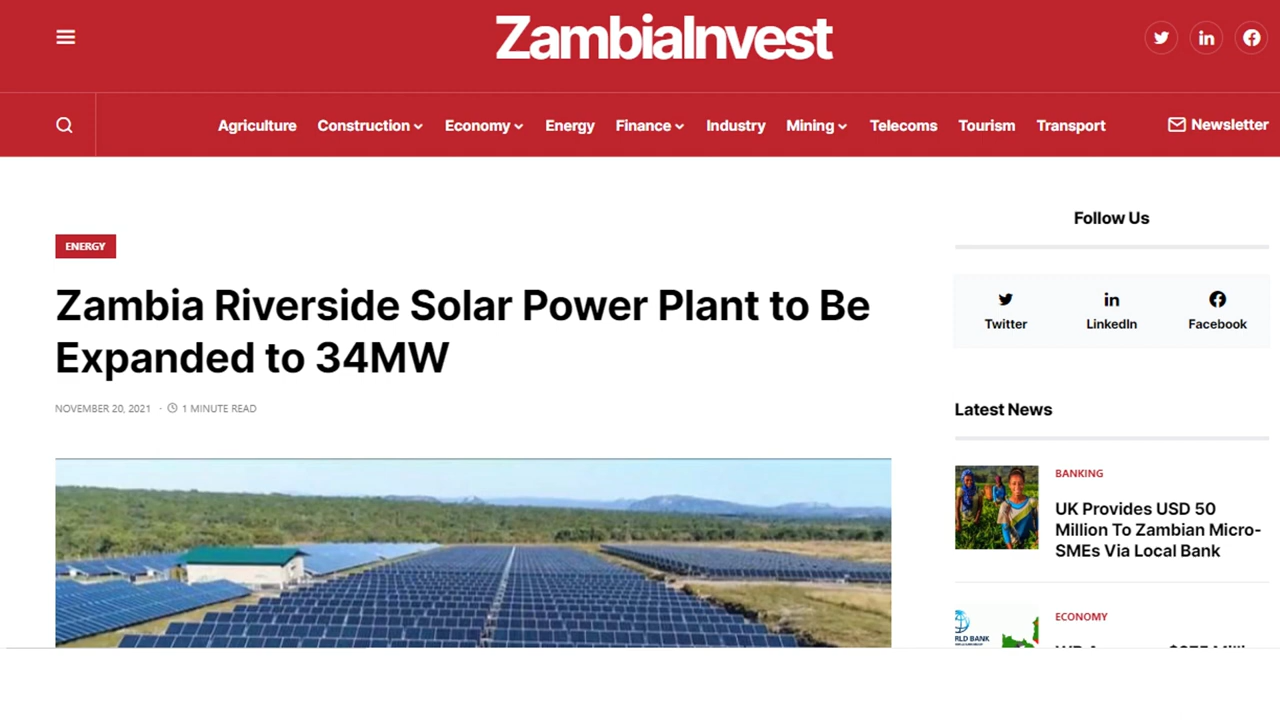 ZambiaInvest
Agriculture Construction Economy Energy Finance Industry Mining Telecoms Tourism Transport Newsletter
ENERGY
Zambia Riverside Solar Power Plant to Be
Expanded to 34MW
NOVEMBER 20, 2021 · 1 MINUTE READ
Follow Us
Twitter LinkedIn Facebook
Latest News
BANKING
UK Provides USD 50
Million To Zambian Micro-
SMEs Via Local Bank
ECONOMY
BANK